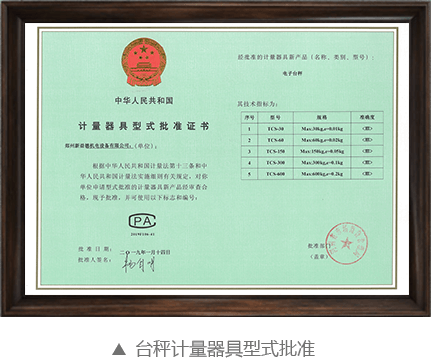 中华人民共和国
计量器具型式批准证书
郑州新豪德机电设备有限公司：(单位)：
根据中华人民共和国计量法第十三条和中
华人民共和国计量法实施细则有关规定，对你
单位申请型式批准的计量器具新产品经审查合
格，现予批准，并可使用以下标志和编号：
CPA
2019F156-41
批 准 日 期：二〇一九年一月十四日
批准人签名：
经批准的计量器具新产品（名称、类别、型号）：
电子台秤
其技术指标为：
序号 型 号 规 格 准确度
1 TCS-30 Max:30kg,e=0.01kg
2 TCS-60 Max:60kg,e=0.02kg
3 TCS-150 Max:150kg,e=0.05kg
4 TCS-300 Max:300kg,e=0.1kg
5 TCS-600 Max:600kg,e=0.2kg
批准部
(盖章)
▲ 台秤计量器具型式批准